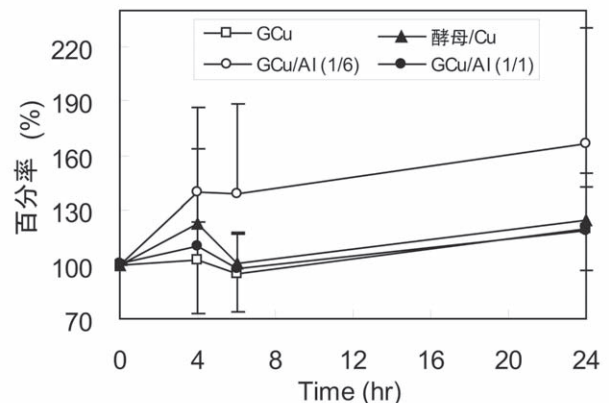 GCu 酵母/Cu
GCu/Al (1/6) GCu/Al (1/1)
220
190
160
130
100
70
百分率 (%)
0 4 8 12 16 20 24
Time (hr)